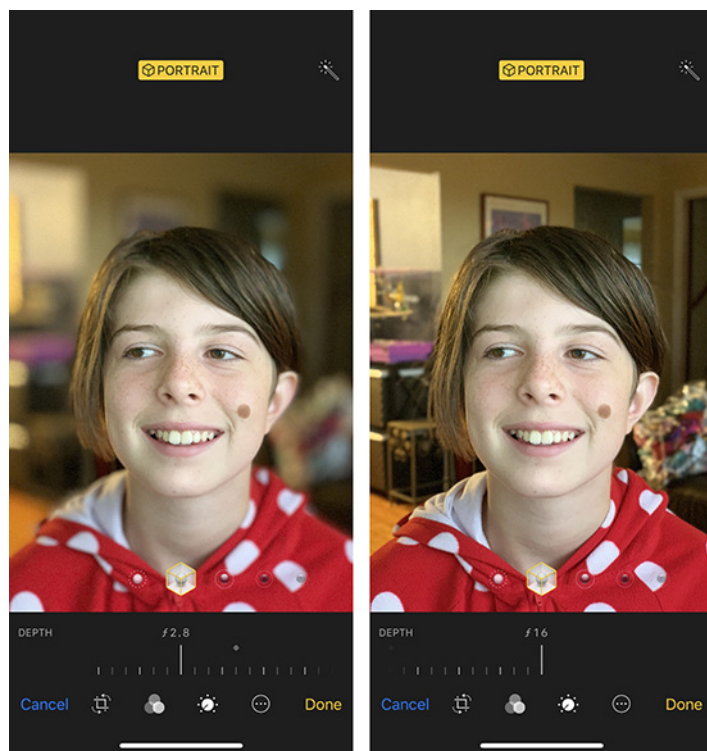 PORTRAIT
DEPTH
ƒ2.8
Cancel
Done
PORTRAIT
DEPTH
ƒ16
Cancel
Done